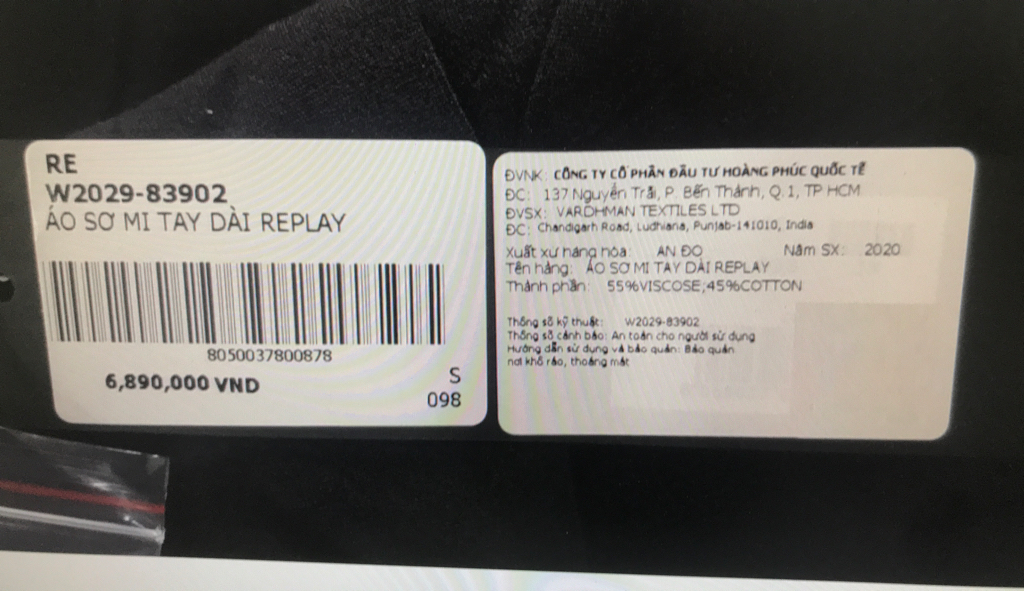 RE
W2029-83902
ÁO SƠ MI TAY DÀI REPLAY
8050037800878
6,890,000 VND
S
098
ĐVNK: CÔNG TY CỔ PHẦN ĐẦU TƯ HOÀNG PHÚC QUỐC TẾ
ĐC: 137 Nguyễn Trãi, P. Bến Thành, Q.1, TP HCM
ĐVSX: VARDHMAN TEXTILES LTD
ĐC: Chandigarh Road, Ludhiana, Punjab-141010, India
Xuất xứ hàng hóa: ẤN ĐỘ Năm SX: 2020
Tên hàng: ÁO SƠ MI TAY DÀI REPLAY
Thành phần: 55%VISCOSE;45%COTTON
Thông số kỹ thuật: W2029-83902
Thông số cảnh báo: An toàn cho người sử dụng
Hướng dẫn sử dụng và bảo quản: Bảo quản
nơi khô ráo, thoáng mát